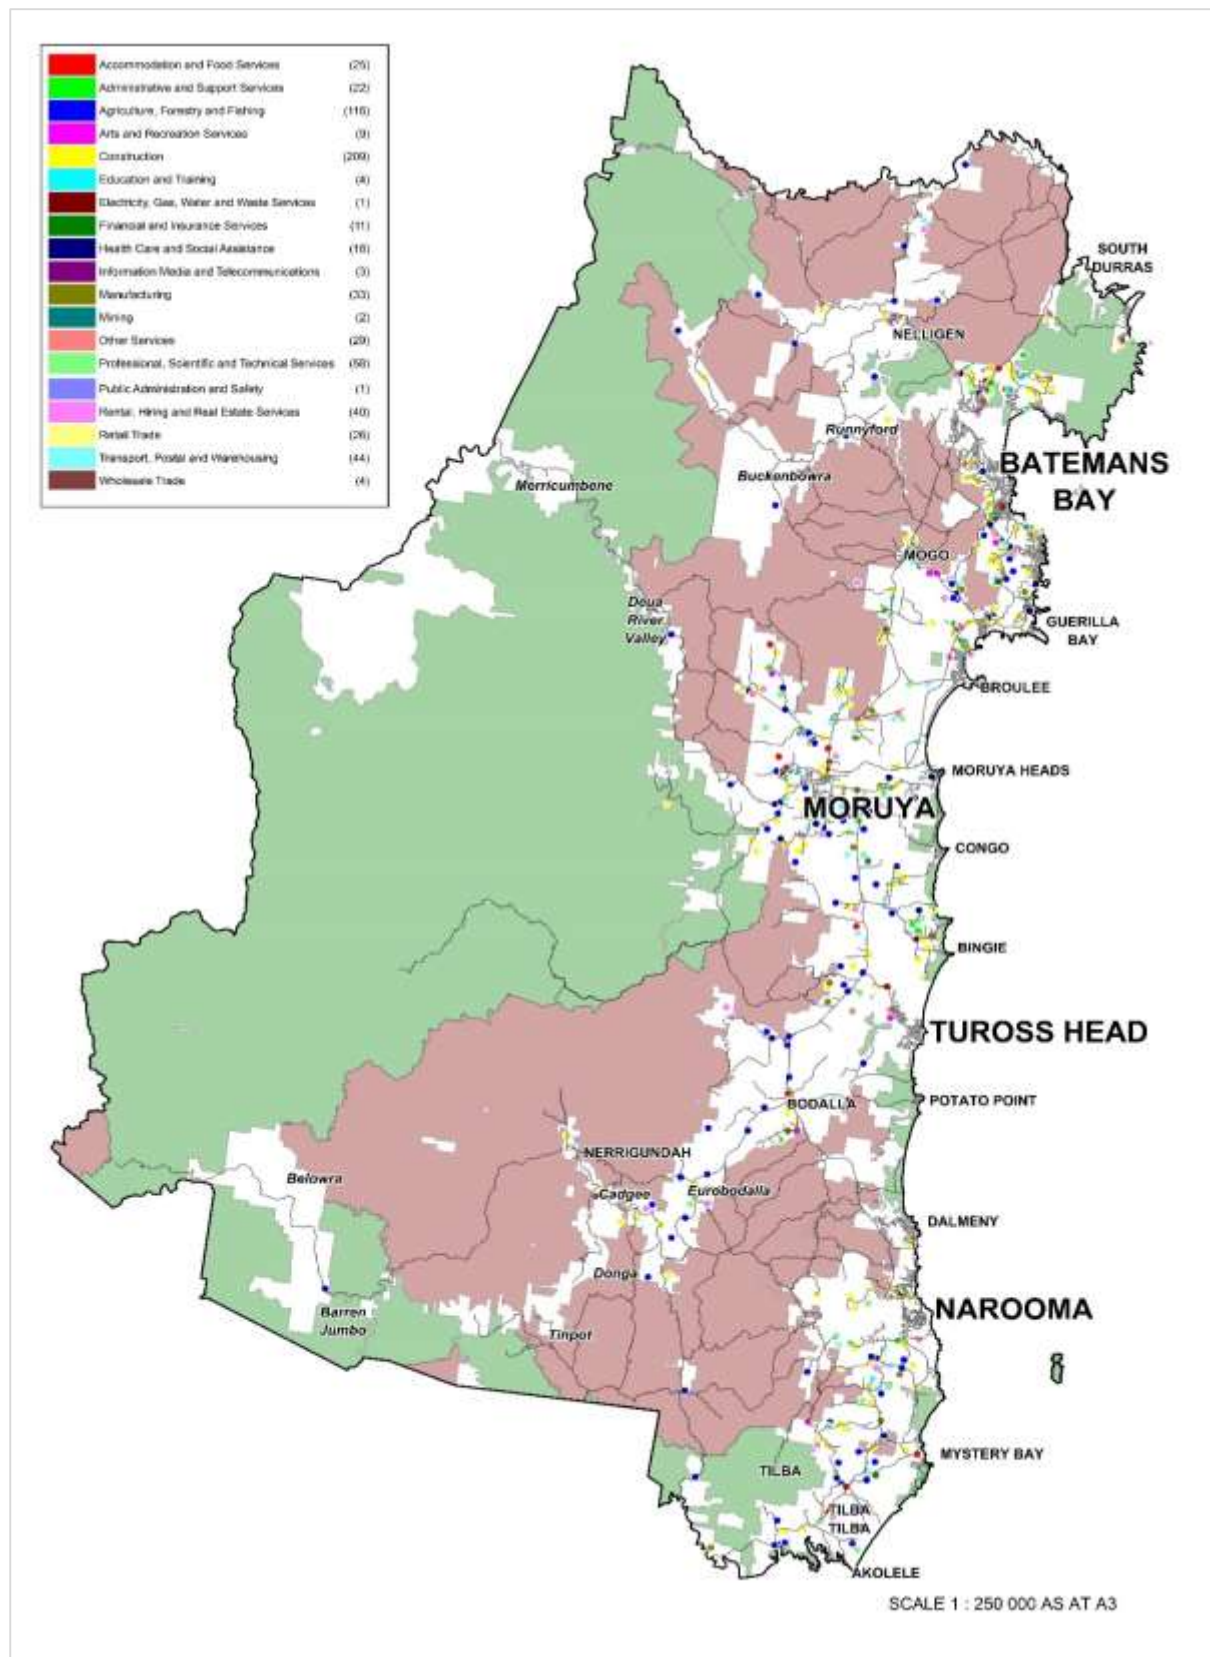 Accommodation and Food Services (25)
Administrative and Support Services (22)
Agriculture, Forestry and Fishing (116)
Arts and Recreation Services (9)
Construction (209)
Education and Training (4)
Electricity, Gas, Water and Waste Services (1)
Financial and Insurance Services (11)
Health Care and Social Assistance
Information Media and Telecommunications (3)
Manufacturing (33)
Mining (2)
Other Services (29)
Professional, Scientific and Technical Services
Public Administration and Safety (1)
Rental, Hiring and Real Estate Services (40)
Retail Trade (26)
Transport, Postal and Warehousing (44)
Wholesale Trade (4)
SOUTH
DURRAS
NELLIGEN
Runnyford
BATEMANS
BAY
Buckenbowra
Merricumbene
MOGO
Deua
River
Valley
GUERILLA
BAY
BROULEE
MORUYA HEADS
MORUYA
CONGO
BINGIE
TUROSS HEAD
BODALLA
POTATO POINT
NERRIGUNDAH
Belowra
Cadgee
Eurobodalla
DALMENY
Donga
NAROOMA
Barren
Jumbo
Tinpot
MYSTERY BAY
TILBA
TILBA
TILBA
AKOLELE
SCALE 1 : 250 000 AS AT A3